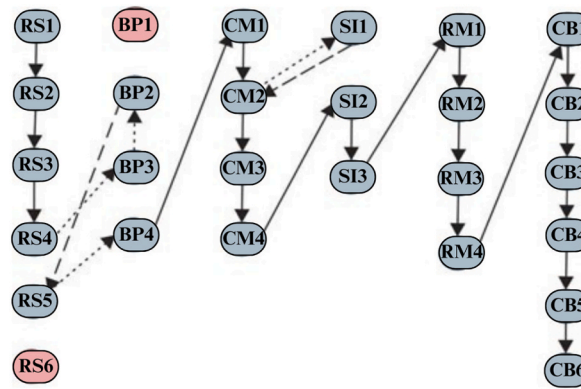 RS1
RS2
RS3
RS4
RS5
RS6
BP1
BP2
BP3
BP4
CM1
CM2
CM3
CM4
SI1
SI2
SI3
RM1
RM2
RM3
RM4
CB1
CB2
CB3
CB4
CB5
CB6